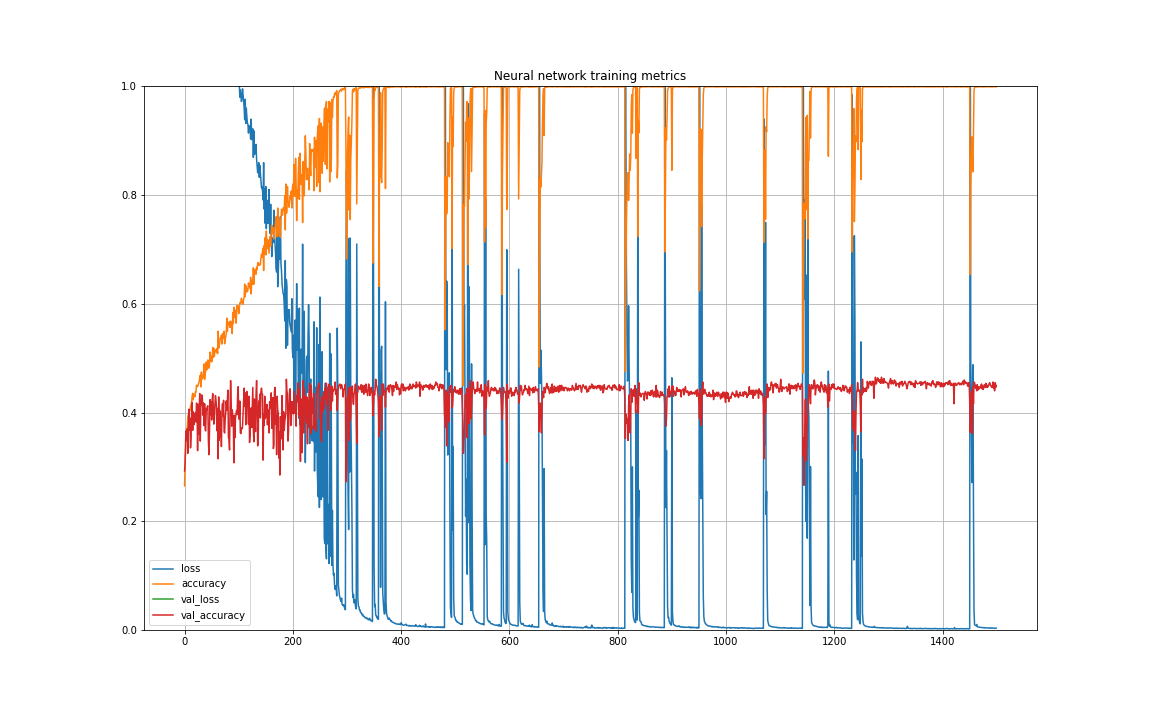 Neural network training metrics
1.0
0.8
0.6
0.4
0.2
0.0
loss
accuracy
val_loss
val_accuracy
0 200 400 600 800 1000 1200 1400